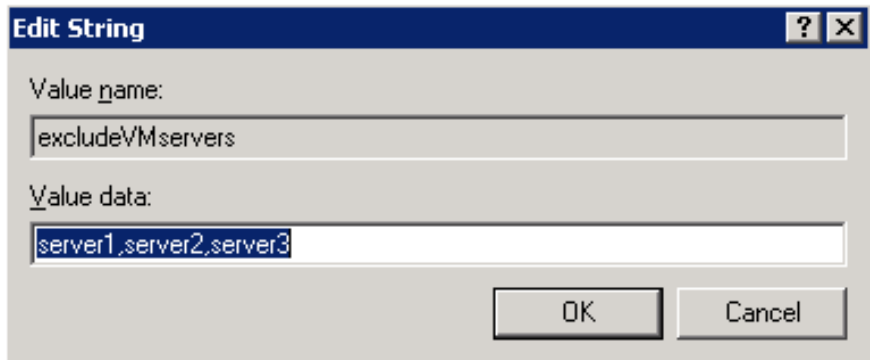 Edit String
?
Value name:
excludeVMservers
Value data:
server1,server2,server3
OK Cancel